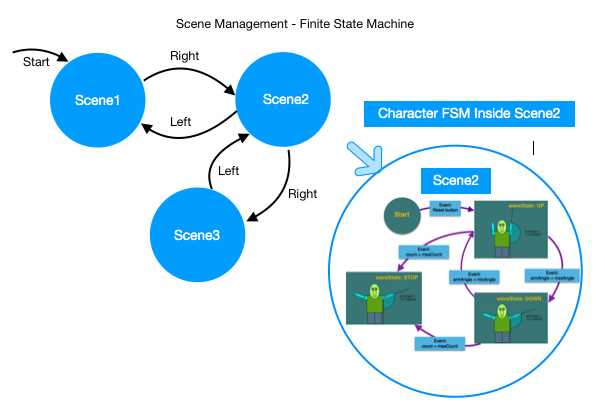 Scene Management - Finite State Machine
Start
Right
Scene1
Scene2
Left
Left
Right
Scene3
Character FSM Inside Scene2
Scene2
Start
Event:
Reset button
waveState: UP
Event:
count = maxCount
Event:
armAngle = minAngle
Event:
armAngle = maxAngle
waveState: STOP
waveState: DOWN
Event:
count = maxCount